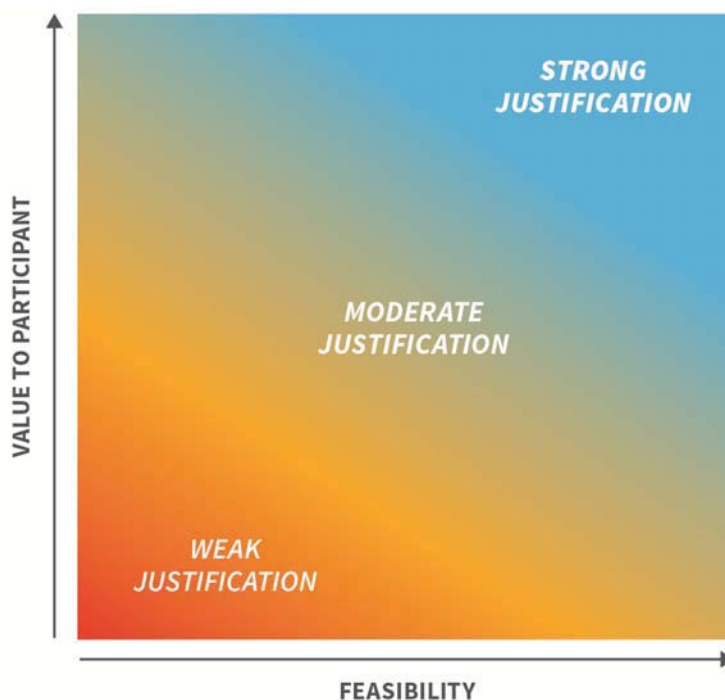 STRONG
JUSTIFICATION
MODERATE
JUSTIFICATION
WEAK
JUSTIFICATION
VALUE TO PARTICIPANT
FEASIBILITY